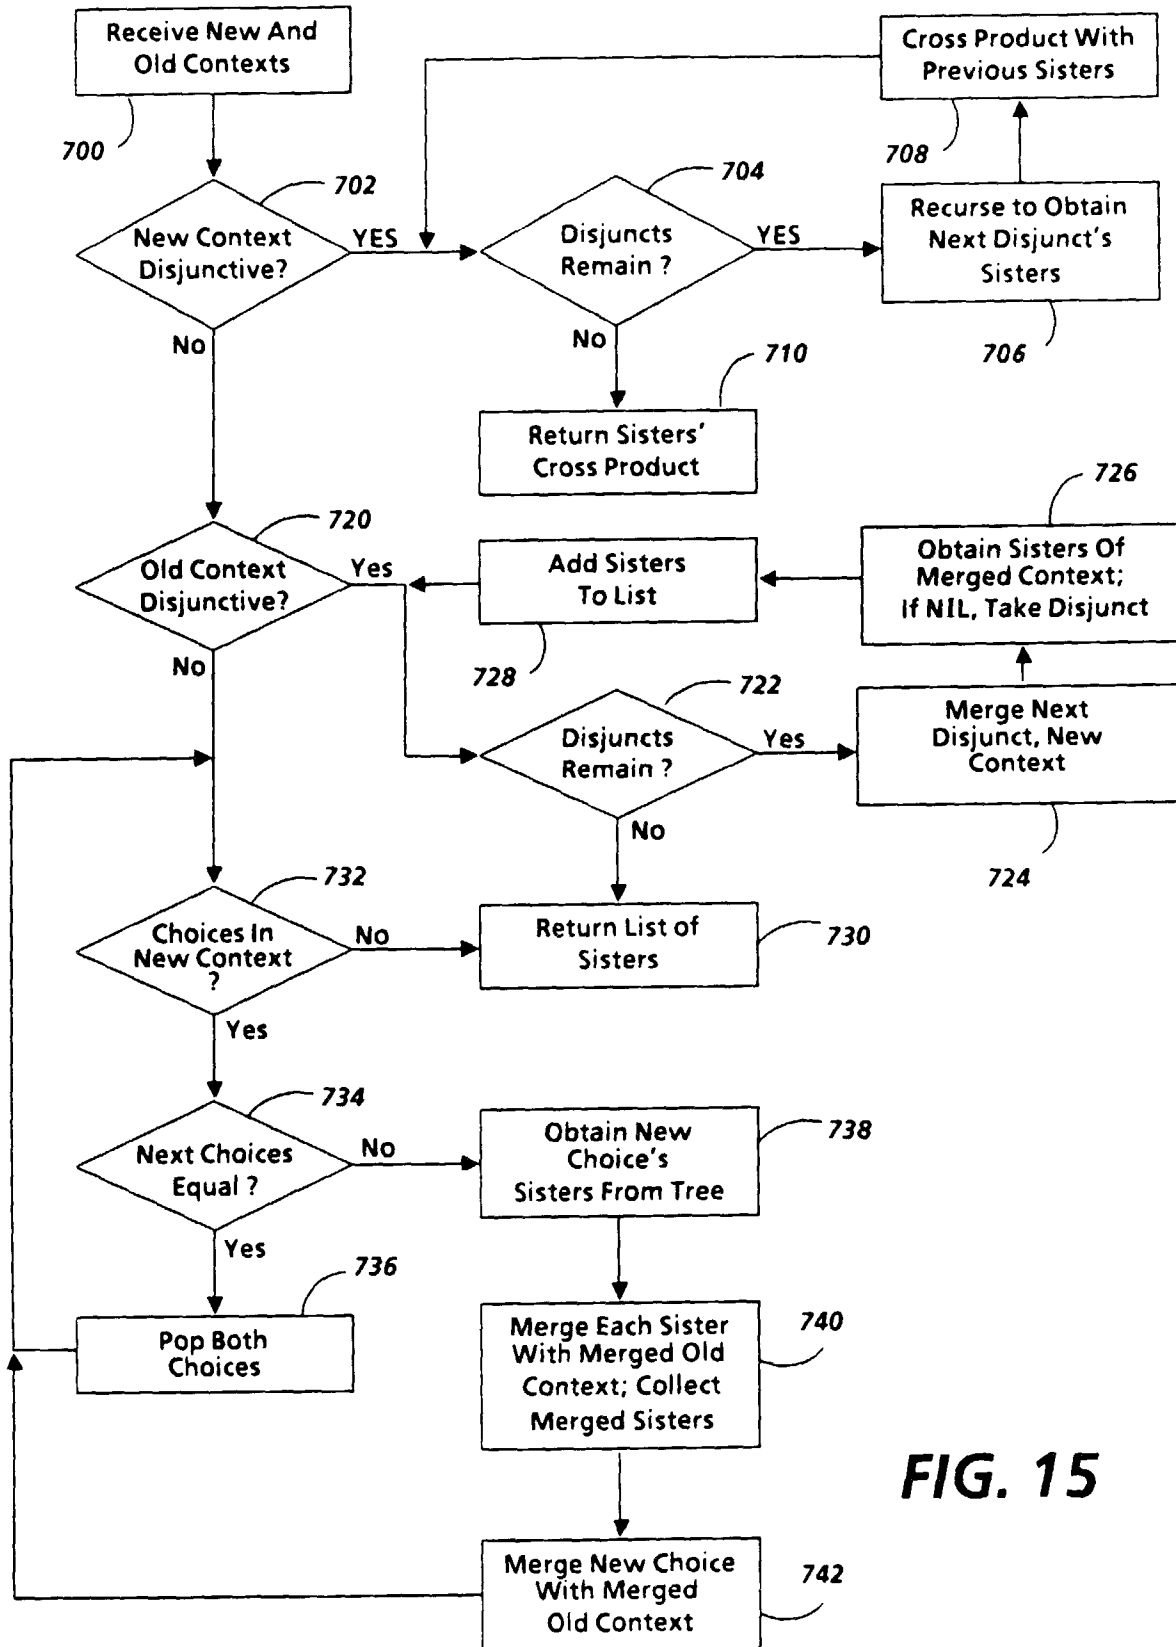 Receive New And
Old Contexts
700
Cross Product With
Previous Sisters
708
702
New Context
Disjunctive?
YES
No
704
Disjuncts
Remain ?
YES
No
Recurse to Obtain
Next Disjunct's
Sisters
706
710
Return Sisters'
Cross Product
720
Old Context
Disjunctive?
Yes
No
Add Sisters
To List
728
726
Obtain Sisters Of
Merged Context;
If NIL, Take Disjunct
722
Disjuncts
Remain ?
Yes
No
Merge Next
Disjunct, New
Context
724
732
Choices In
New Context
?
No
Yes
Return List of
Sisters
730
734
Next Choices
Equal ?
No
Yes
Obtain New
Choice's
Sisters From Tree
738
736
Pop Both
Choices
Merge Each Sister
With Merged Old
Context; Collect
Merged Sisters
740
Merge New Choice
With Merged
Old Context
742
FIG. 15